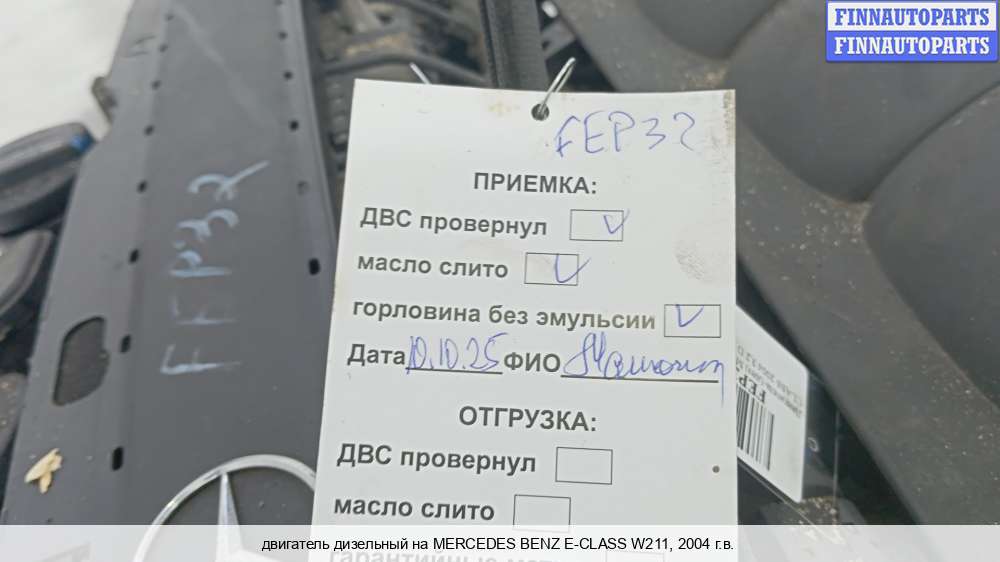 FINNAUTOPARTS
FINNAUTOPARTS
FEP32
FEP32
ПРИЕМКА:
ДВС провернул
масло слито
горловина без эмульсии
Дата 10.10.25 ФИО
ОТГРУЗКА:
ДВС провернул
масло слито
двигатель дизельный на MERCEDES BENZ E-CLASS W211, 2004 г.в.